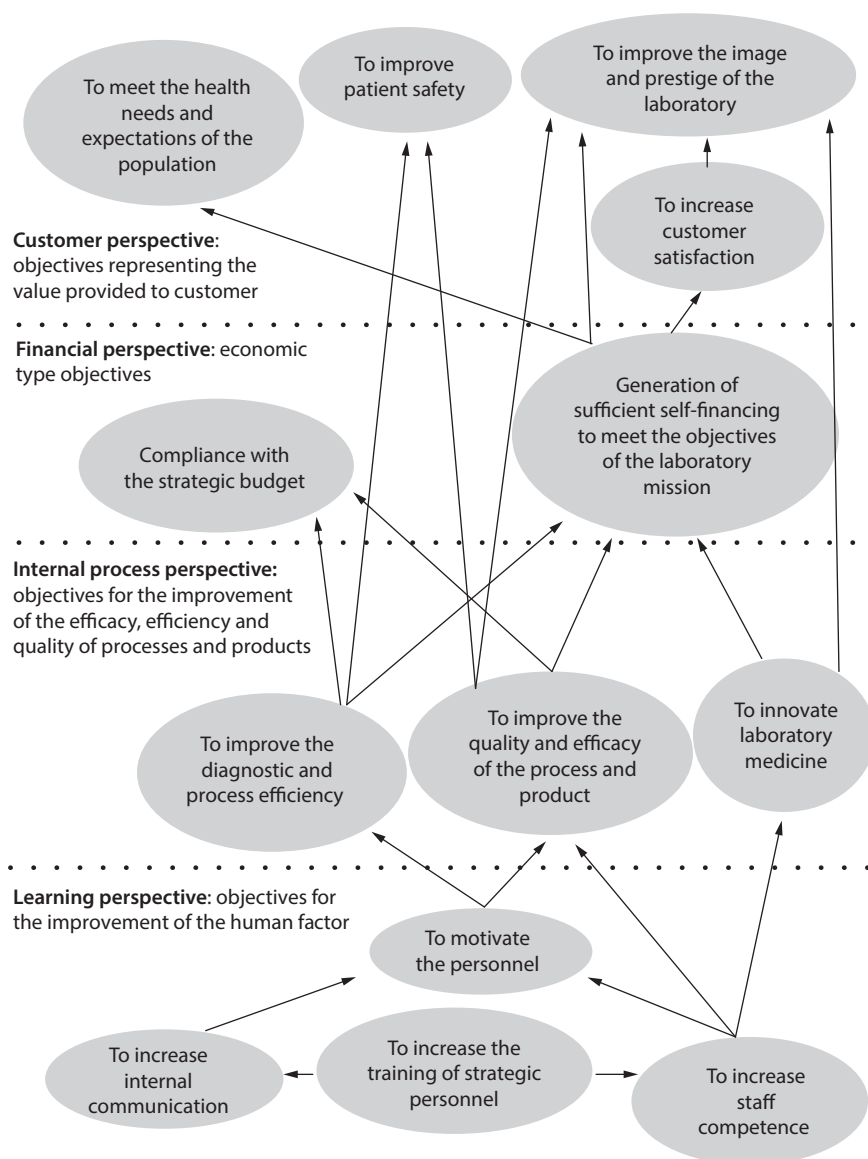 To meet the health
needs and
expectations of the
population
To improve
patient safety
To improve the image
and prestige of the
laboratory
To increase
customer
satisfaction
Customer perspective:
objectives representing the
value provided to customer
Financial perspective: economic
type objectives
Generation of
sufficient self-financing
to meet the objectives
of the laboratory
mission
Compliance with
the strategic budget
Internal process perspective:
objectives for the improvement
of the efficacy, efficiency and
quality of processes and products
To improve the
diagnostic and
process efficiency
To improve the
quality and efficacy
of the process and
product
To innovate
laboratory
medicine
Learning perspective: objectives for
the improvement of the human factor
To motivate
the personnel
To increase
internal
communication
To increase the
training of strategic
personnel
To increase
staff
competence